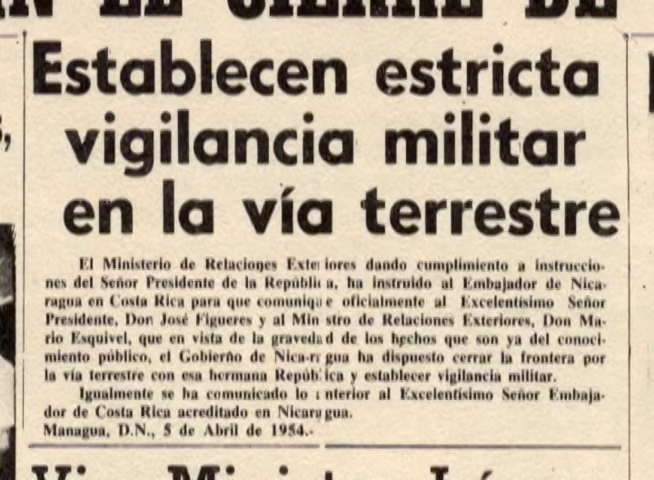 DE
Establecen estricta
vigilancia militar
en la vía terrestre
El Ministerio de Relaciones Exteriores dando cumplimiento a instruccio-
nes del Señor Presidente de la República, ha instruido al Embajador de Nica-
ragua en Costa Rica para que comunique oficialmente al Excelentísimo Señor
Presidente, Don José Figueres y al Min stro de Relaciones Exteriores, Don Ma-
rio Esquivel, que en vista de la gravedad de los hechos que son ya del conoci-
miento público, el Gobierno de Nica-ragua ha dispuesto cerrar la frontera por
la vía terrestre con esa hermana República y establecer vigilancia militar.
Igualmente se ha comunicado lo anterior al Excelentísimo Señor Embaja-
dor de Costa Rica acreditado en Nicaragua.
Managua, D.N., 5 de Abril de 1954.-